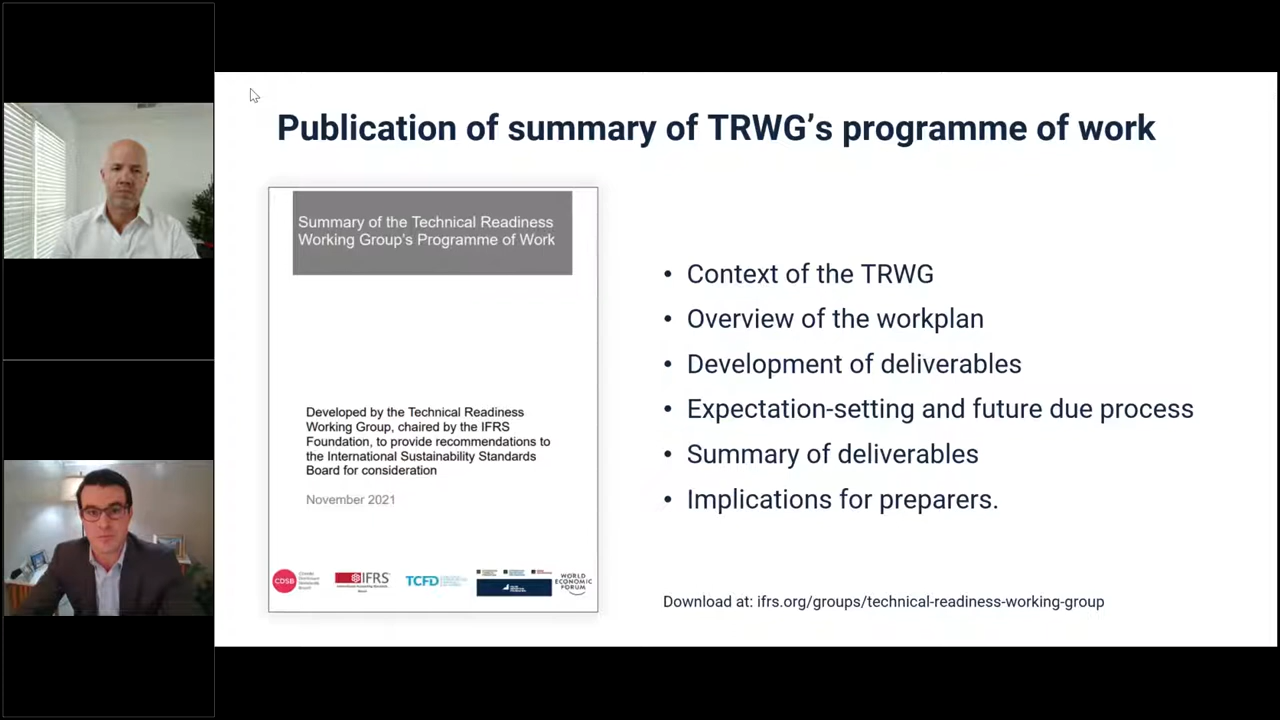 Publication of summary of TRWG's programme of work
Summary of the Technical Readiness
Working Group's Programme of Work
Developed by the Technical Readiness
Working Group, chaired by the IFRS
Foundation, to provide recommendations to
the International Sustainability Standards
Board for consideration
November 2021
CDSB
IFRS
TCFD
WORLD
ECONOMIC
FORUM
• Context of the TRWG
• Overview of the workplan
• Development of deliverables
• Expectation-setting and future due process
• Summary of deliverables
• Implications for preparers.
Download at: ifrs.org/groups/technical-readiness-working-group